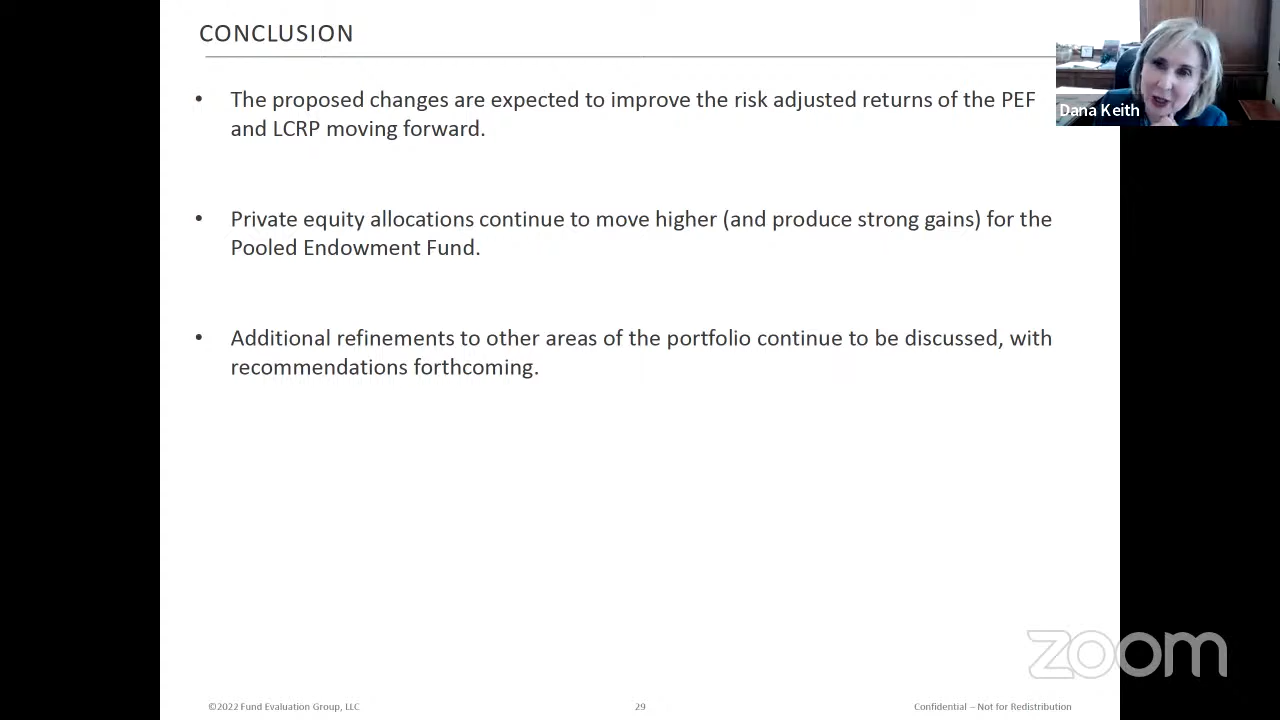 CONCLUSION
Dana Keith
• The proposed changes are expected to improve the risk adjusted returns of the PEF
and LCRP moving forward.
• Private equity allocations continue to move higher (and produce strong gains) for the
Pooled Endowment Fund.
• Additional refinements to other areas of the portfolio continue to be discussed, with
recommendations forthcoming.
zoom
©2022 Fund Evaluation Group, LLC
29
Confidential – Not for Redistribution